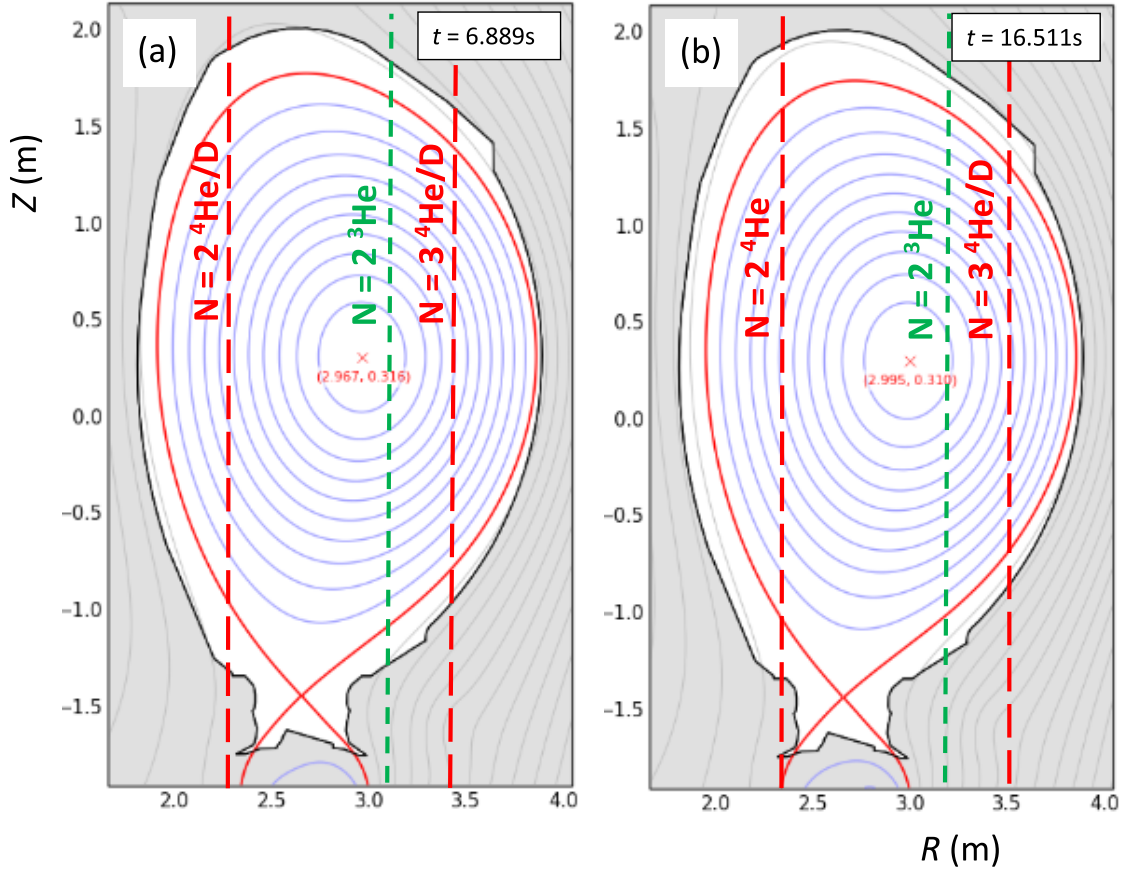 (a)
t = 6.889s
Z (m)
2.0
1.5
1.0
0.5
0.0
−0.5
−1.0
−1.5
N = 2 ⁴He/D
N = 2 ³He
N = 3 ⁴He/D
(2.967, 0.316)
2.0 2.5 3.0 3.5 4.0
(b)
t = 16.511s
2.0
1.5
1.0
0.5
0.0
−0.5
−1.0
−1.5
N = 2 ⁴He
N = 2 ³He
N = 3 ⁴He/D
(2.995, 0.310)
2.0 2.5 3.0 3.5 4.0
R (m)